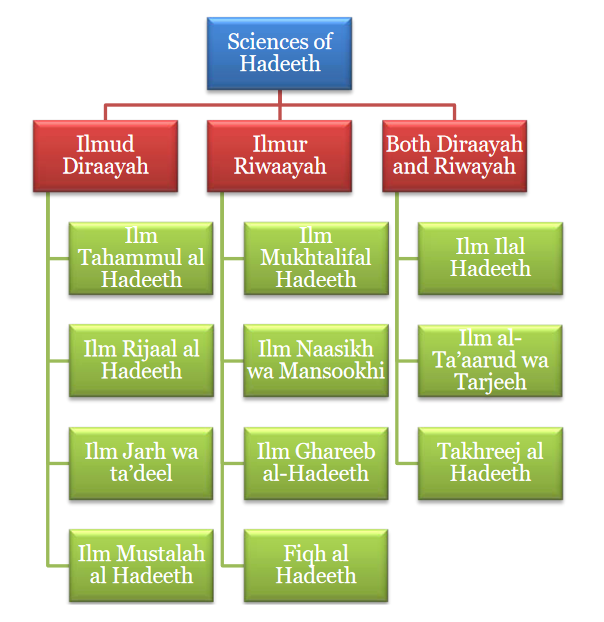 Sciences of
Hadeeth
Ilmud
Diraayah
Ilmur
Riwaayah
Both Diraayah
and Riwayah
Ilm
Tahammul al
Hadeeth
Ilm Rijaal al
Hadeeth
Ilm Jarh wa
ta’deel
Ilm Mustalah
al Hadeeth
Ilm
Mukhtalifal
Hadeeth
Ilm Naasikh
wa Mansookhi
Ilm Ghareeb
al-Hadeeth
Fiqh al
Hadeeth
Ilm Ilal
Hadeeth
Ilm al-
Ta’aarud wa
Tarjeeh
Takhreej al
Hadeeth